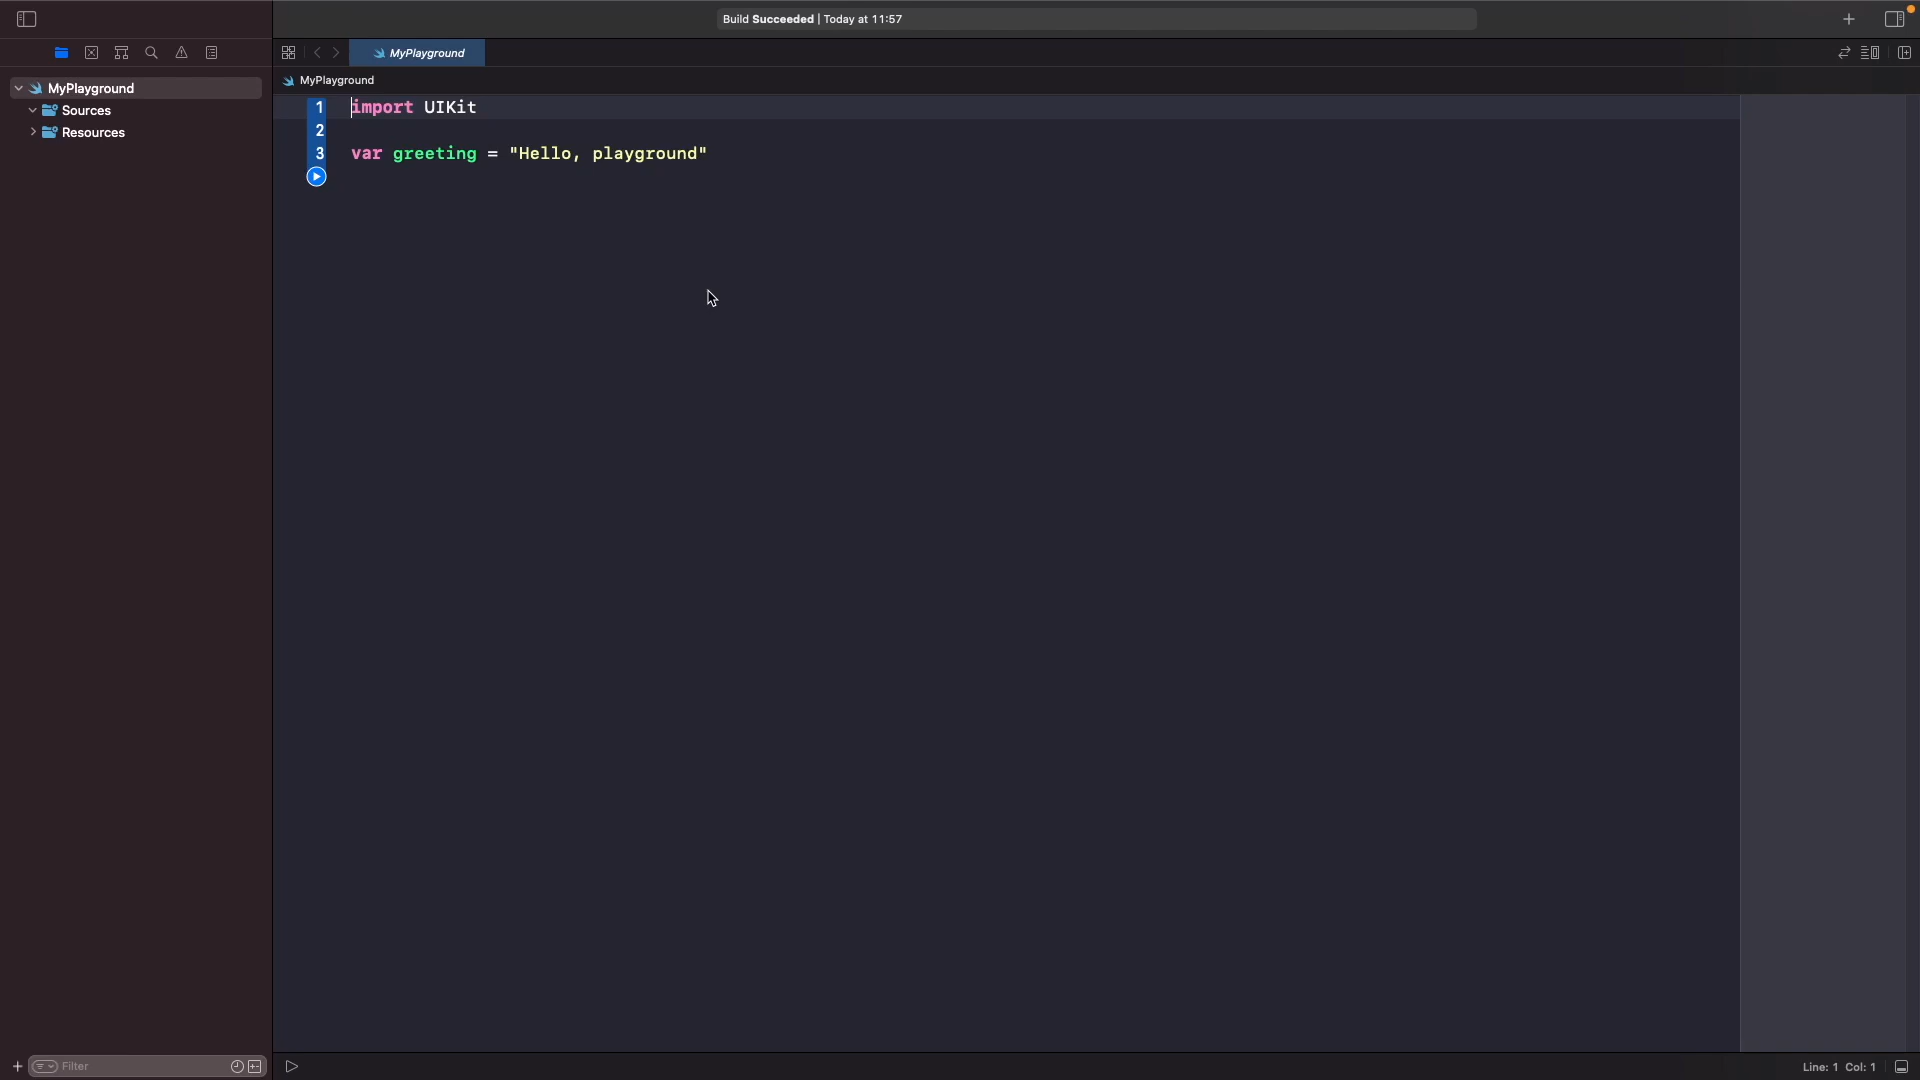 Build Succeeded | Today at 11:57
MyPlayground
MyPlayground
MyPlayground
Sources
Resources
1 import UIKit
2
3 var greeting = "Hello, playground"
Filter
Line: 1 Col: 1